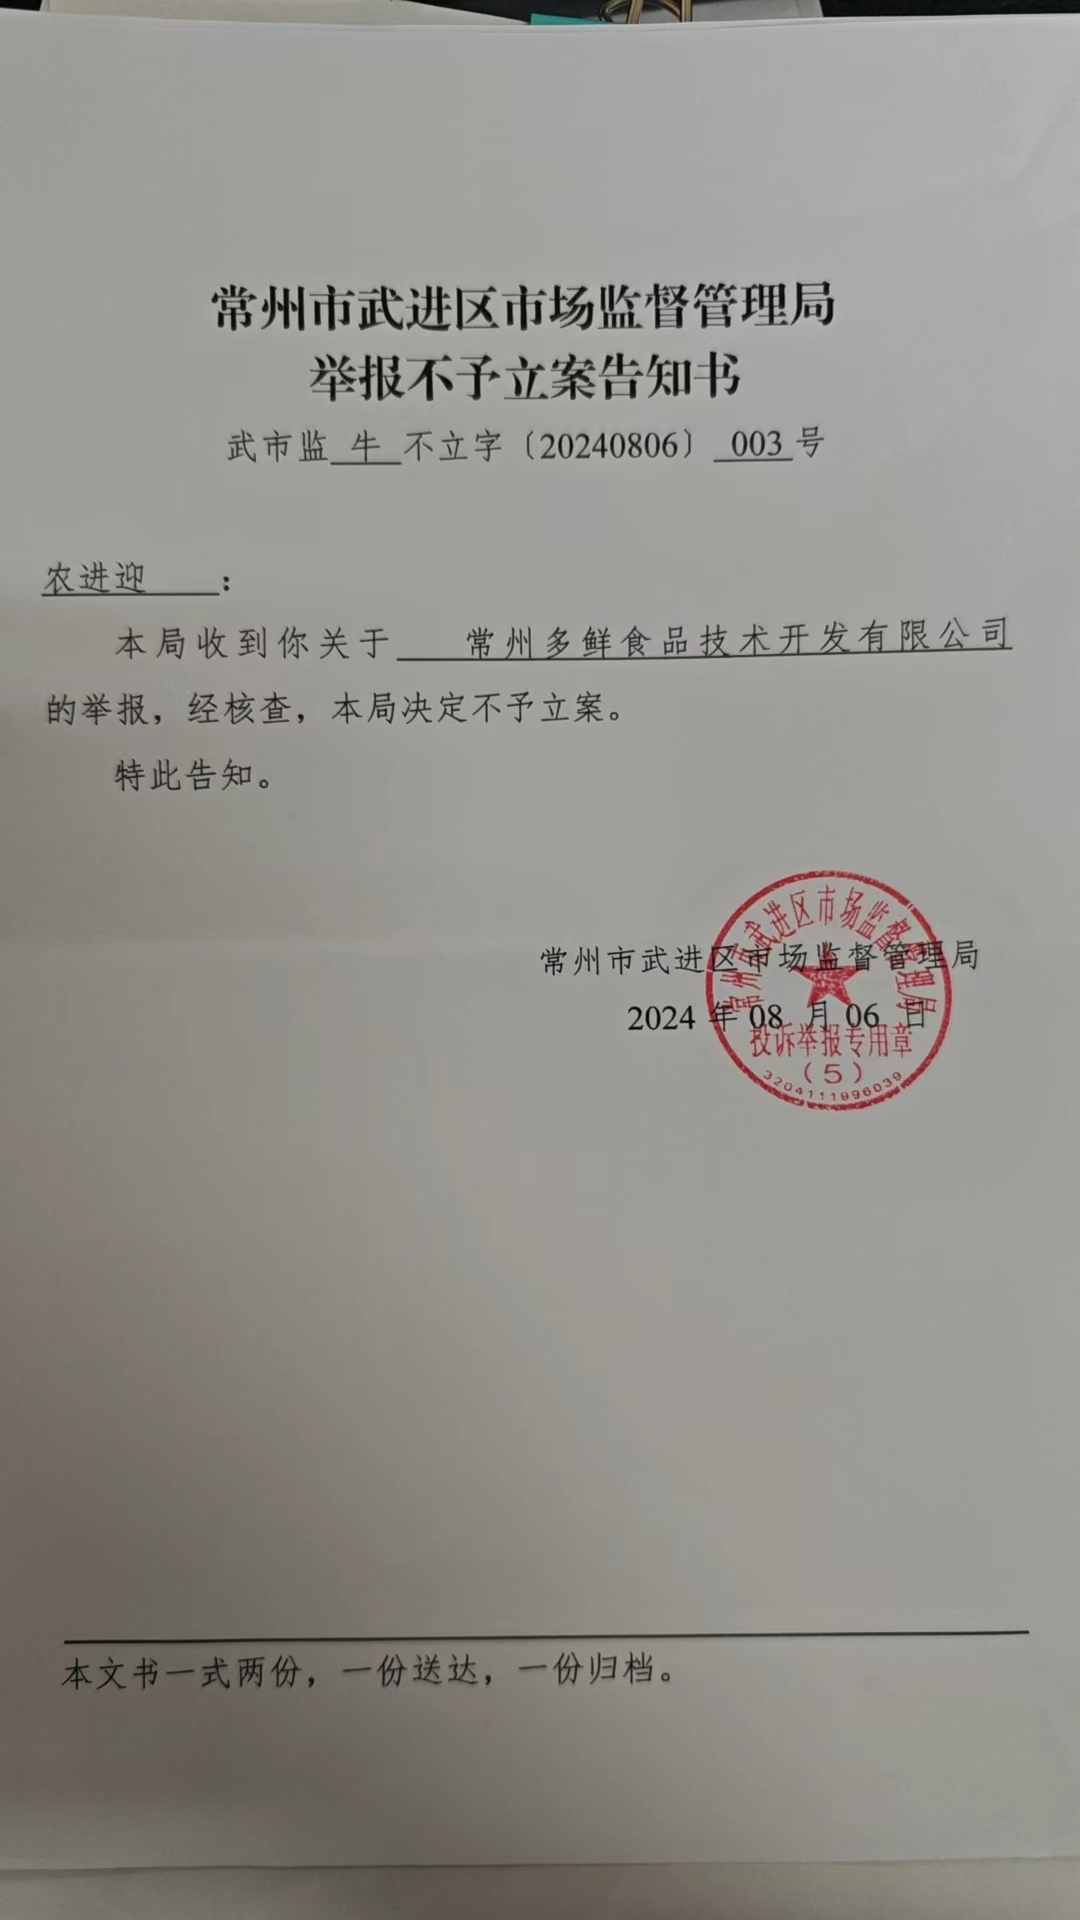 常州市武进区市场监督管理局
举报不予立案告知书
武市监 牛 不立字〔20240806〕 003 号
农进迎 ：
本局收到你关于 常州多鲜食品技术开发有限公司
的举报，经核查，本局决定不予立案。
特此告知。
常州市武进区市场监督管理局
2024 年 08 月 06 日
常州市武进区市场监督管理局
投诉举报专用章
（5）
3204111996039
本文书一式两份，一份送达，一份归档。